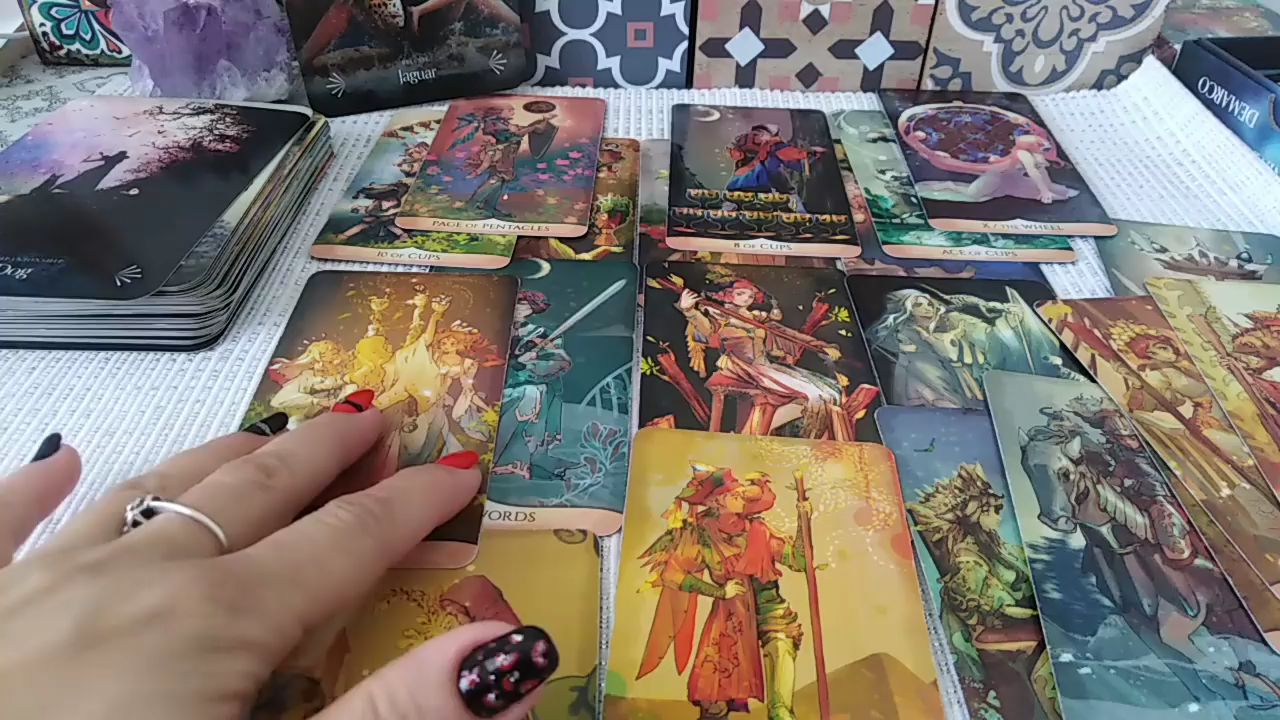 Jaguar
DEMARCO
PAGE OF PENTACLES
10 OF CUPS
8 OF CUPS
X / THE WHEEL
ACE OF CUPS
Dog
WORDS